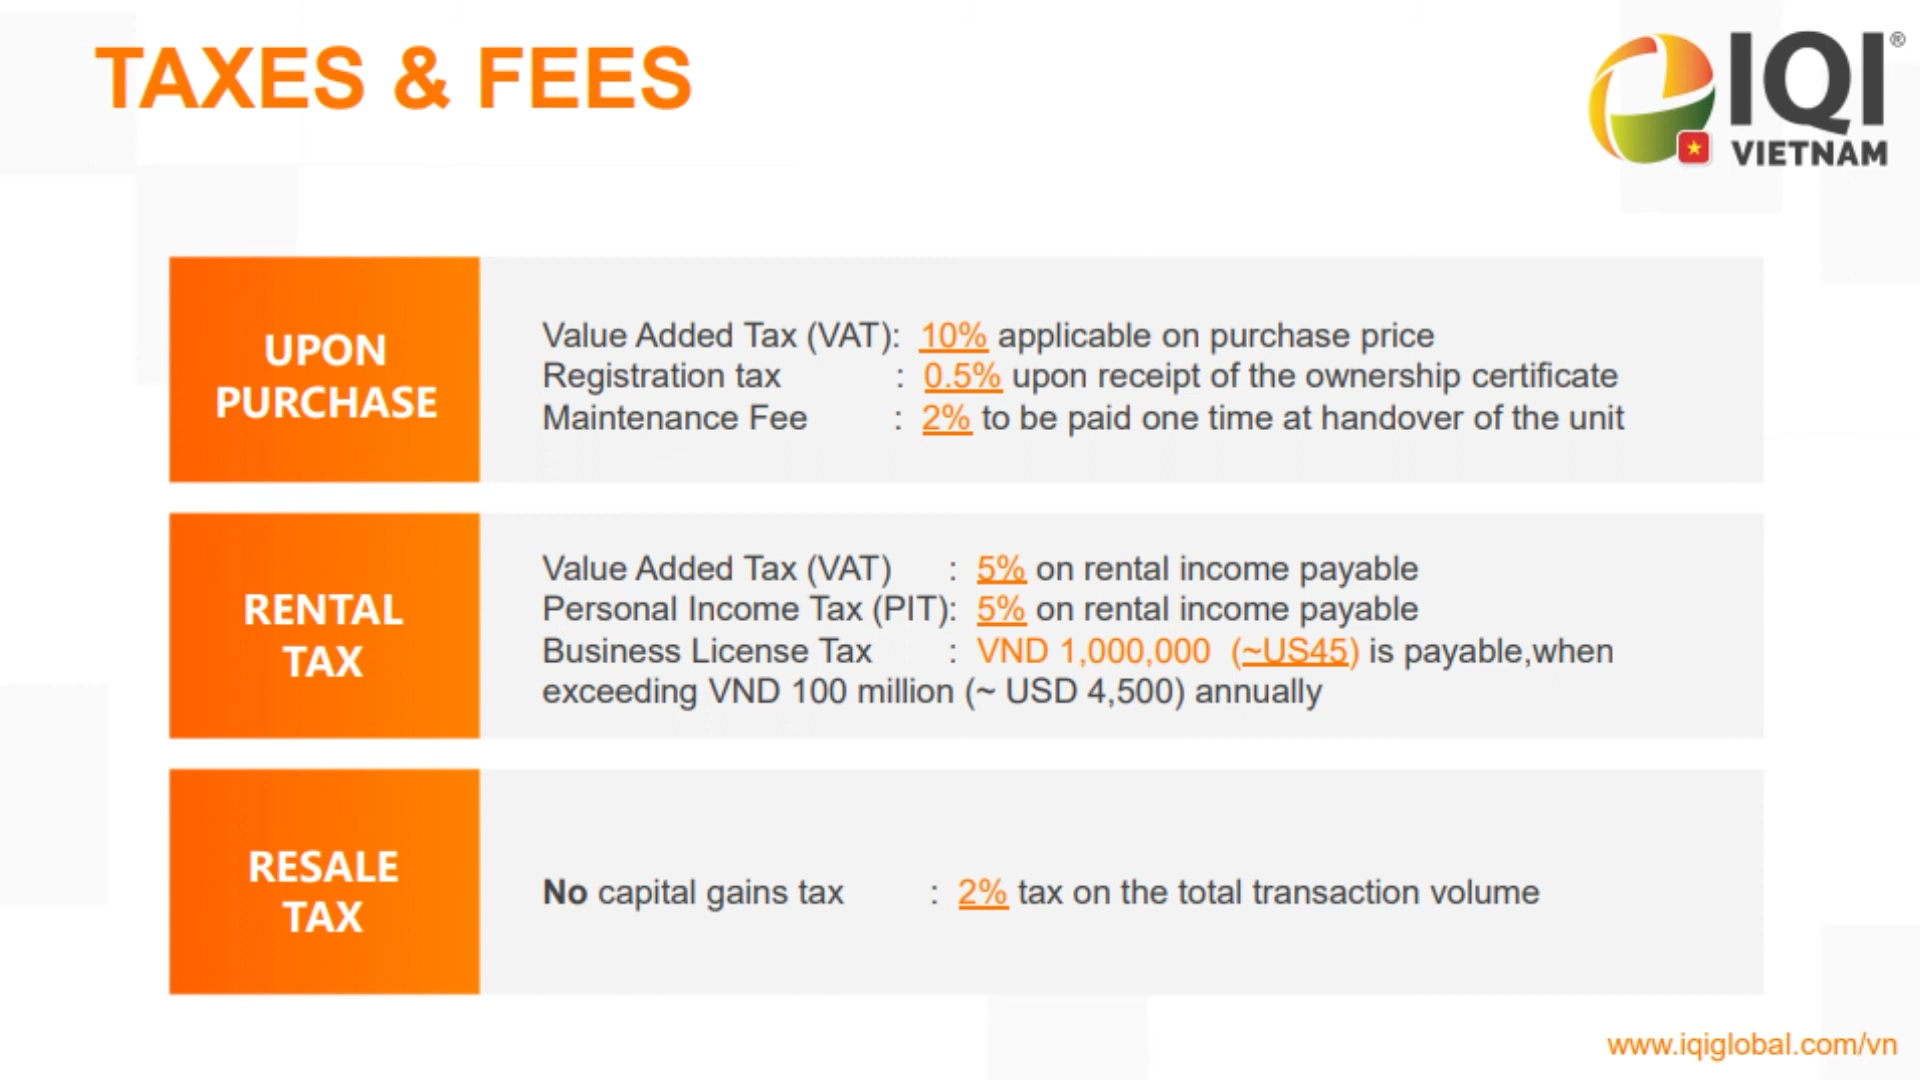 TAXES & FEES
IQI®
VIETNAM
UPON
PURCHASE
Value Added Tax (VAT): 10% applicable on purchase price
Registration tax : 0.5% upon receipt of the ownership certificate
Maintenance Fee : 2% to be paid one time at handover of the unit
RENTAL
TAX
Value Added Tax (VAT) : 5% on rental income payable
Personal Income Tax (PIT): 5% on rental income payable
Business License Tax : VND 1,000,000 (~US45) is payable,when
exceeding VND 100 million (~ USD 4,500) annually
RESALE
TAX
No capital gains tax : 2% tax on the total transaction volume
www.iqiglobal.com/vn